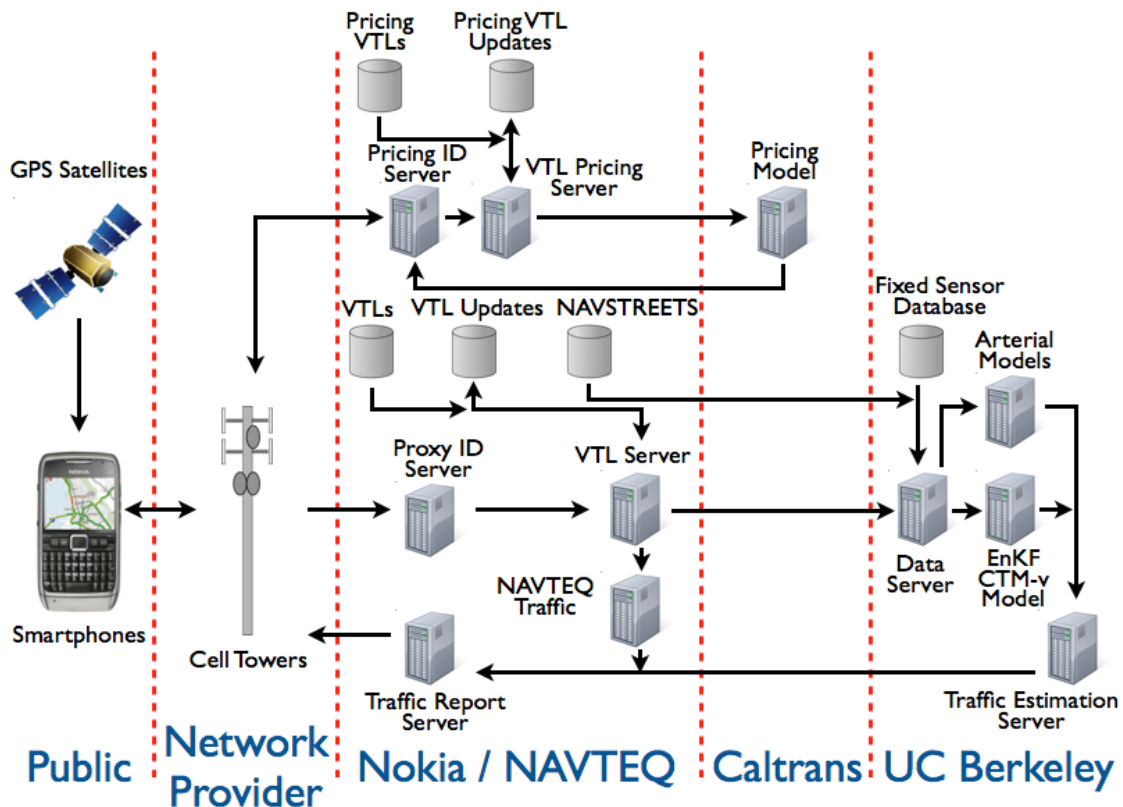 Pricing
VTLs
Pricing VTL
Updates
GPS Satellites
Pricing ID
Server
VTL Pricing
Server
Pricing
Model
VTLs
VTL Updates
NAVSTREETS
Fixed Sensor
Database
Arterial
Models
Proxy ID
Server
VTL Server
NOKIA
NAVTEQ
Traffic
Data
Server
EnKF
CTM-v
Model
Smartphones
Cell Towers
Traffic Report
Server
Traffic Estimation
Server
Public
Network
Provider
Nokia / NAVTEQ
Caltrans
UC Berkeley